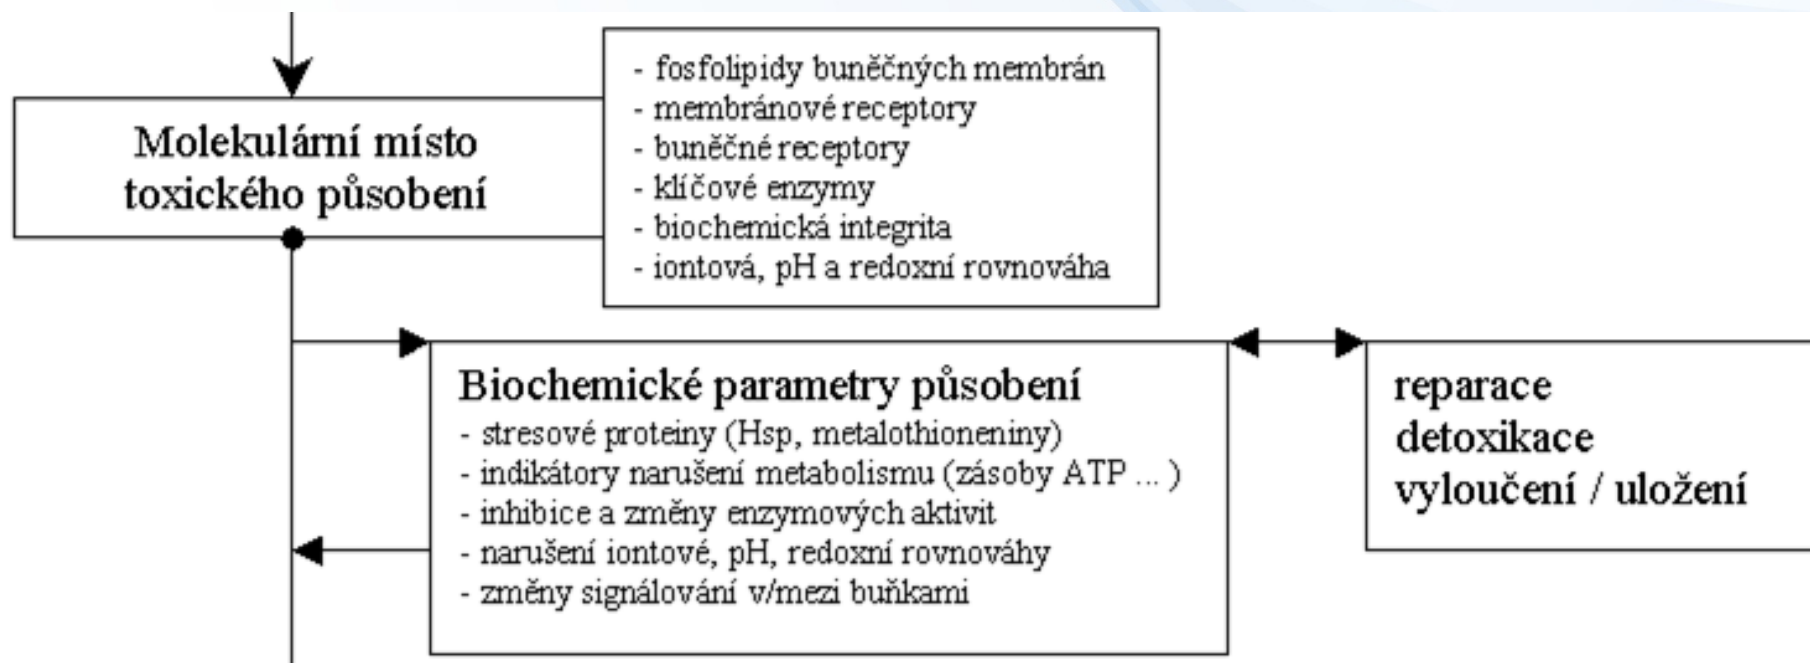 Molekulární místo
toxického působení
- fosfolipidy buněčných membrán
- membránové receptory
- buněčné receptory
- klíčové enzymy
- biochemická integrita
- iontová, pH a redoxní rovnováha
Biochemické parametry působení
- stresové proteiny (Hsp, metalothioneniny)
- indikátory narušení metabolismu (zásoby ATP ... )
- inhibice a změny enzymových aktivit
- narušení iontové, pH, redoxní rovnováhy
- změny signálování v/mezi buňkami
reparace
detoxikace
vyloučení / uložení